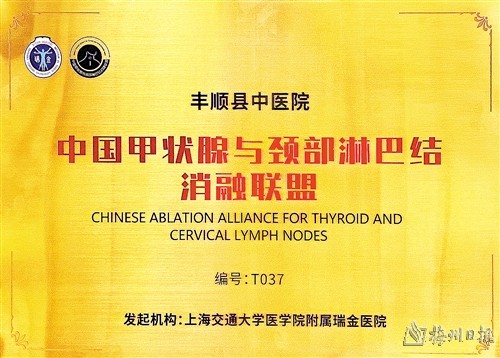 丰顺县中医院
中国甲状腺与颈部淋巴结
消融联盟
CHINESE ABLATION ALLIANCE FOR THYROID AND
CERVICAL LYMPH NODES
编号:T037
发起机构:上海交通大学医学院附属瑞金医院
梅州日报